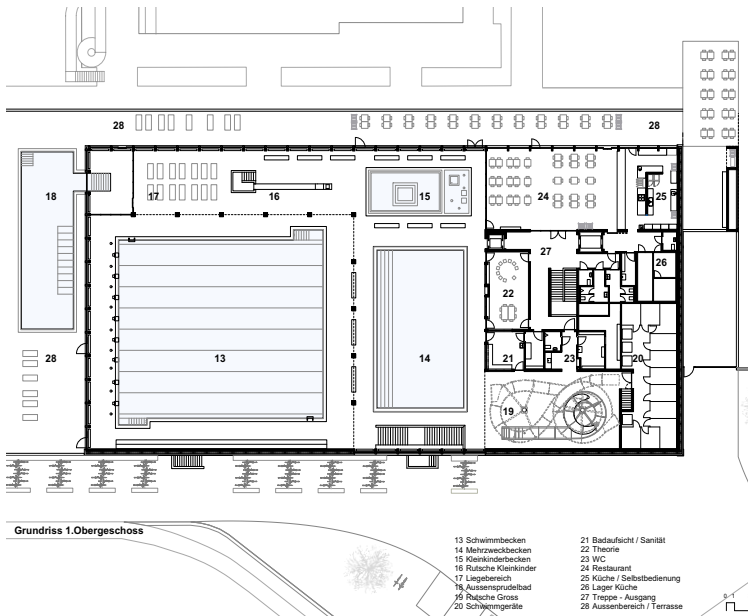 28
28
18
17
16
15
24
25
27
26
22
28
13
14
21
23
20
19
Grundriss 1.Obergeschoss
13 Schwimmbecken
14 Mehrzweckbecken
15 Kleinkinderbecken
16 Rutsche Kleinkinder
17 Liegebereich
18 Aussensprudelbad
19 Rutsche Gross
20 Schwimmgeräte
21 Badaufsicht / Sanität
22 Theorie
23 WC
24 Restaurant
25 Küche / Selbstbedienung
26 Lager Küche
27 Treppe - Ausgang
28 Aussenbereich / Terrasse
0 1